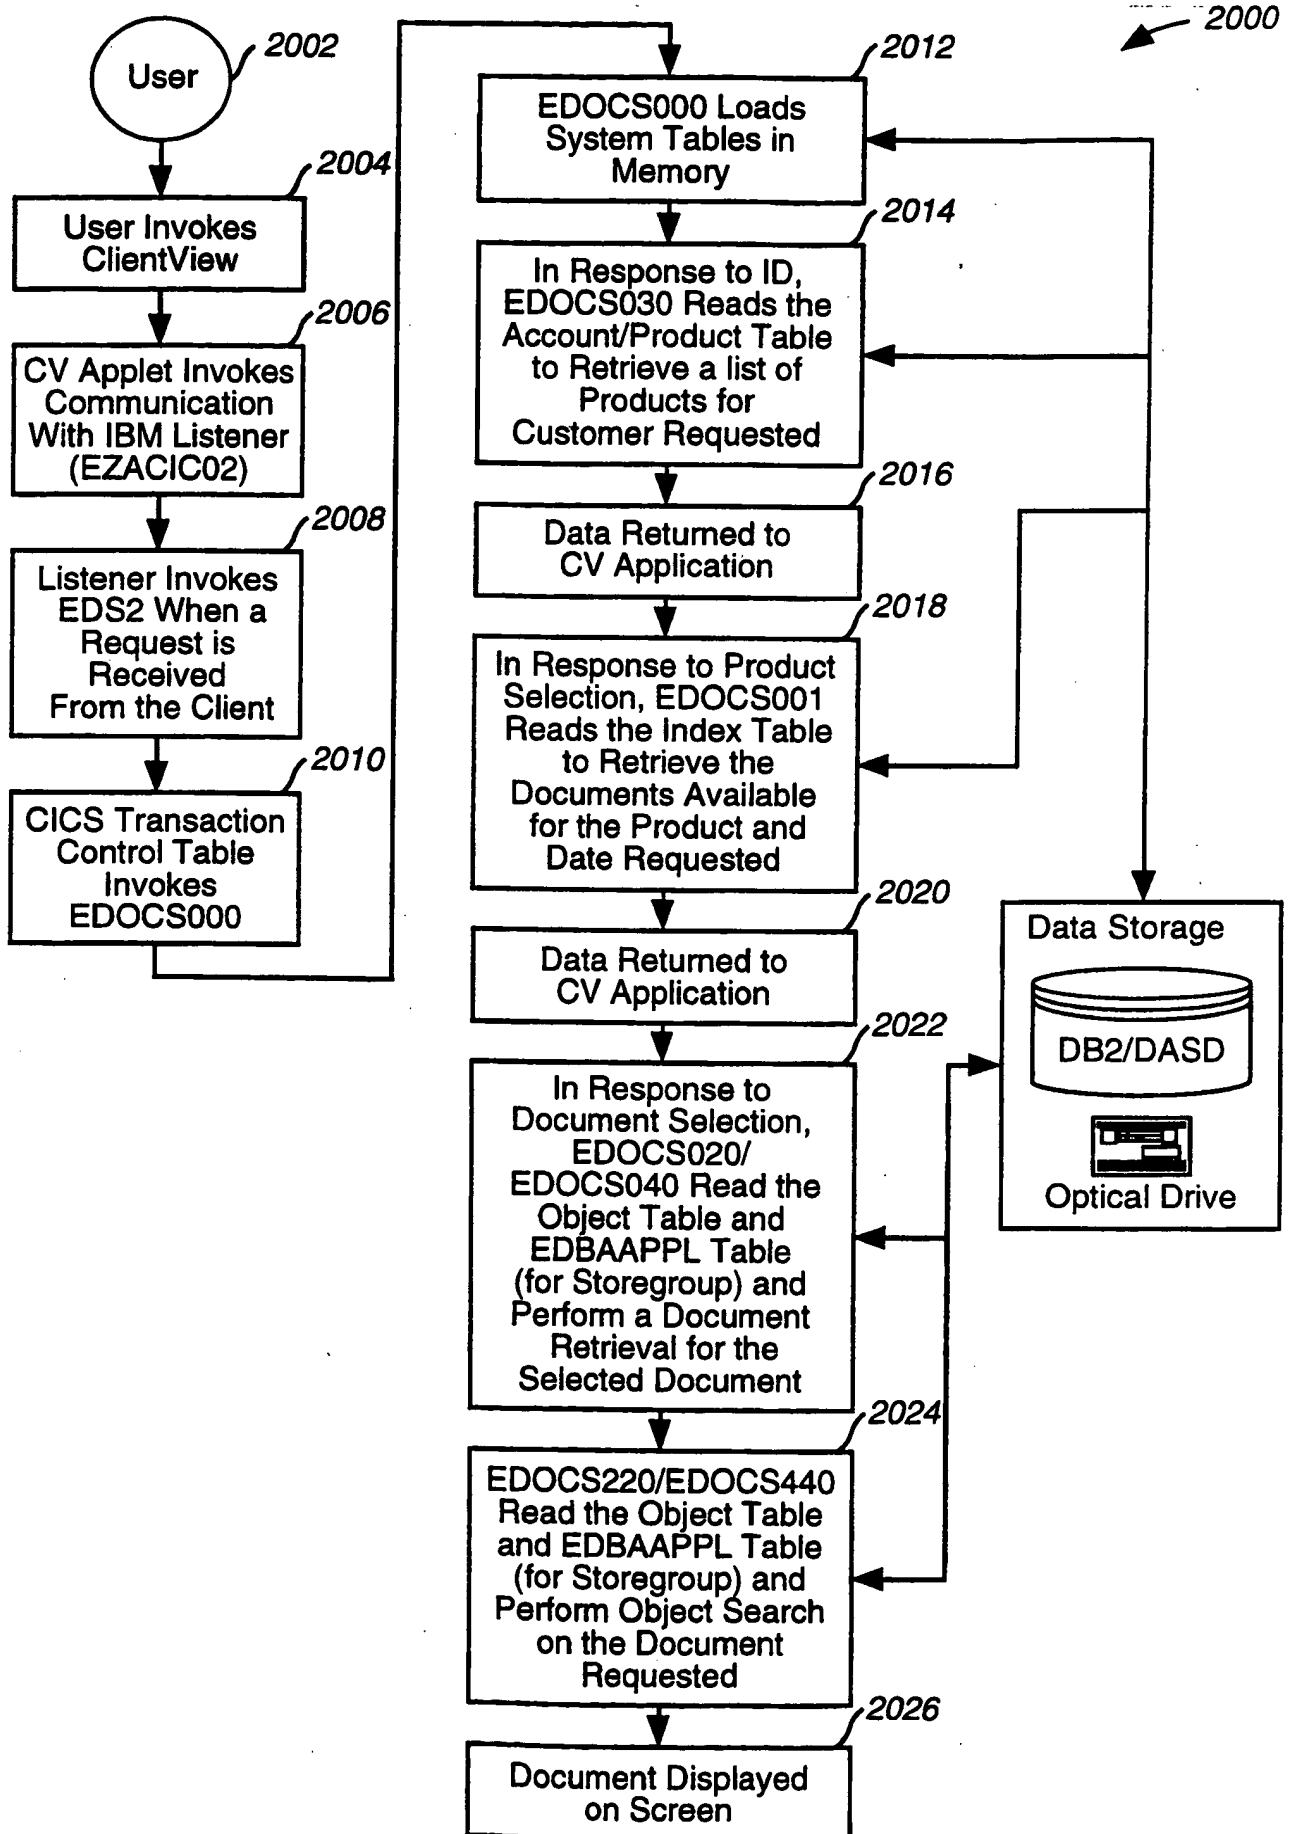 2000
User
2002
2004
User Invokes
ClientView
2006
CV Applet Invokes
Communication
With IBM Listener
(EZACIC02)
2008
Listener Invokes
EDS2 When a
Request is
Received
From the Client
2010
CICS Transaction
Control Table
Invokes
EDOCS000
2012
EDOCS000 Loads
System Tables in
Memory
2014
In Response to ID,
EDOCS030 Reads the
Account/Product Table
to Retrieve a list of
Products for
Customer Requested
2016
Data Returned to
CV Application
2018
In Response to Product
Selection, EDOCS001
Reads the Index Table
to Retrieve the
Documents Available
for the Product and
Date Requested
2020
Data Returned to
CV Application
2022
In Response to
Document Selection,
EDOCS020/
EDOCS040 Read the
Object Table and
EDBAAPPL Table
(for Storegroup) and
Perform a Document
Retrieval for the
Selected Document
2024
EDOCS220/EDOCS440
Read the Object Table
and EDBAAPPL Table
(for Storegroup) and
Perform Object Search
on the Document
Requested
2026
Document Displayed
on Screen
Data Storage
DB2/DASD
Optical Drive